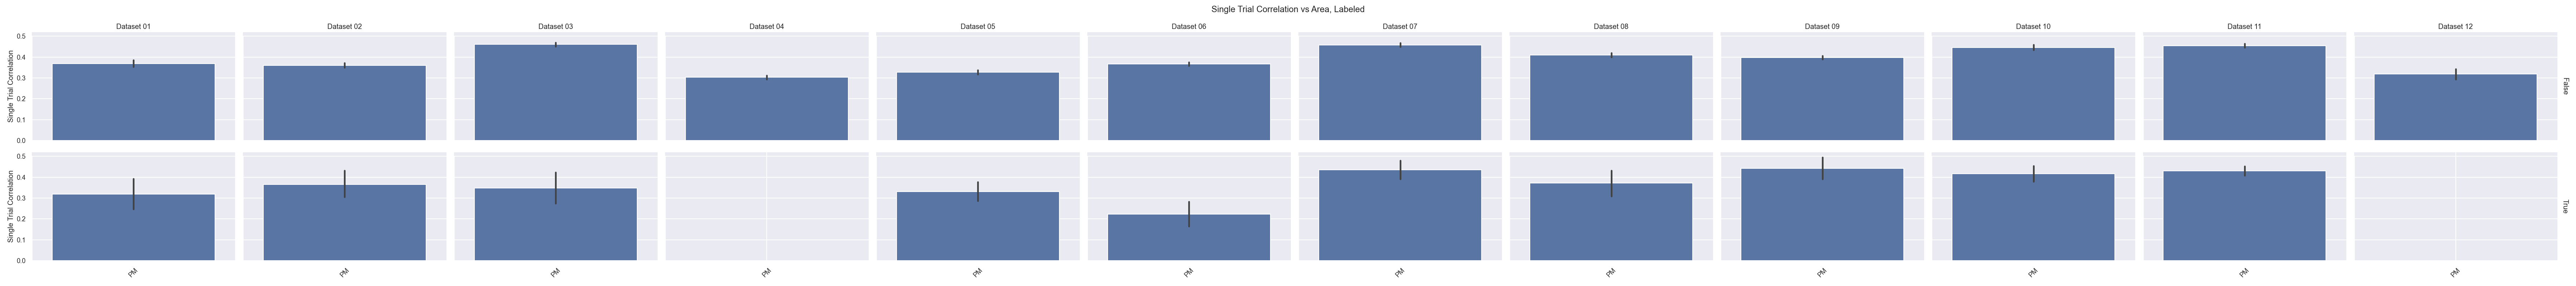 Single Trial Correlation vs Area, Labeled
Dataset 01 Dataset 02 Dataset 03 Dataset 04 Dataset 05 Dataset 06 Dataset 07 Dataset 08 Dataset 09 Dataset 10 Dataset 11 Dataset 12
Single Trial Correlation
0.5
0.4
0.3
0.2
0.1
0.0
False
Single Trial Correlation
0.5
0.4
0.3
0.2
0.1
0.0
True
PM PM PM PM PM PM PM PM PM PM PM PM